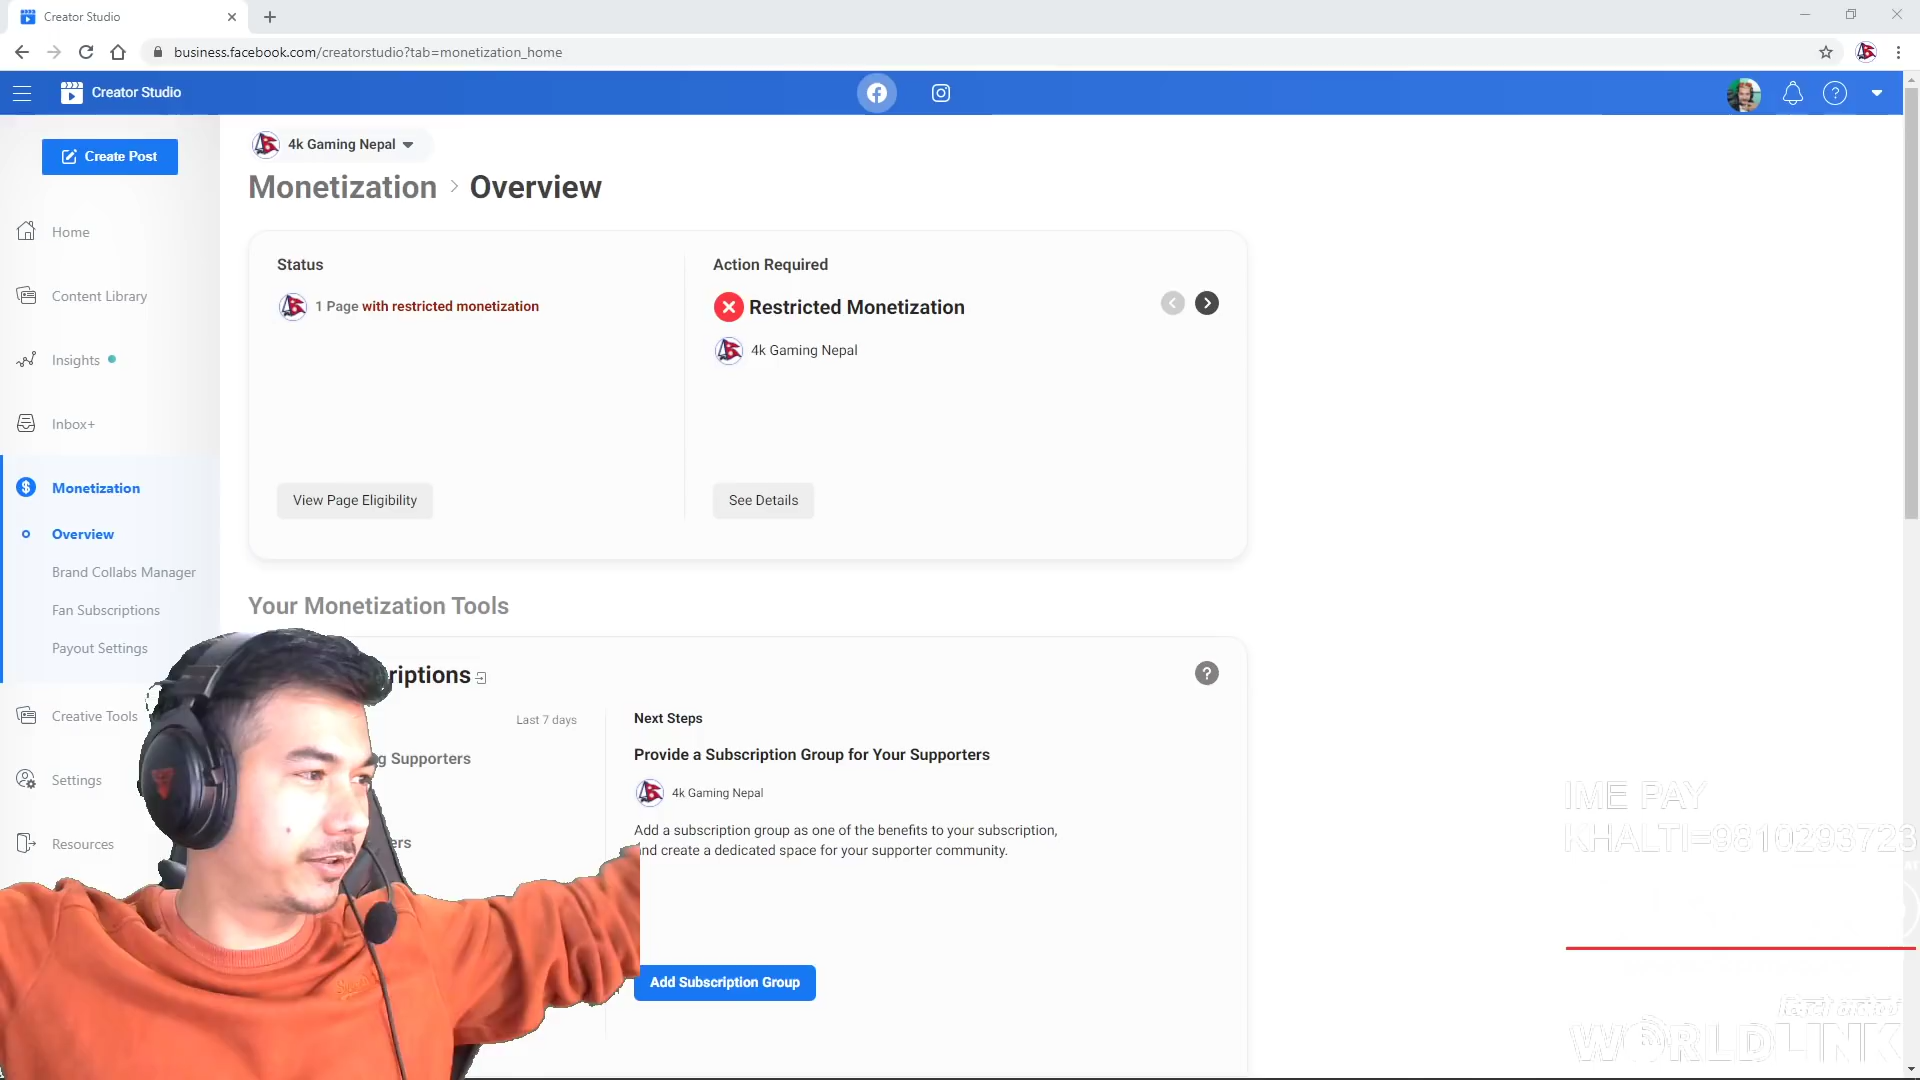 Creator Studio
business.facebook.com/creatorstudio?tab=monetization_home
Creator Studio
Create Post
4k Gaming Nepal
Monetization > Overview
Home
Content Library
Insights
Inbox+
Monetization
Overview
Brand Collabs Manager
Fan Subscriptions
Payout Settings
Creative Tools
Settings
Resources
Status
1 Page with restricted monetization
View Page Eligibility
Action Required
Restricted Monetization
4k Gaming Nepal
See Details
Your Monetization Tools
riptions
Last 7 days
g Supporters
ers
Next Steps
Provide a Subscription Group for Your Supporters
4k Gaming Nepal
Add a subscription group as one of the benefits to your subscription,
and create a dedicated space for your supporter community.
Add Subscription Group
IME PAY
KHALTI=9810293723
WORLDLINK